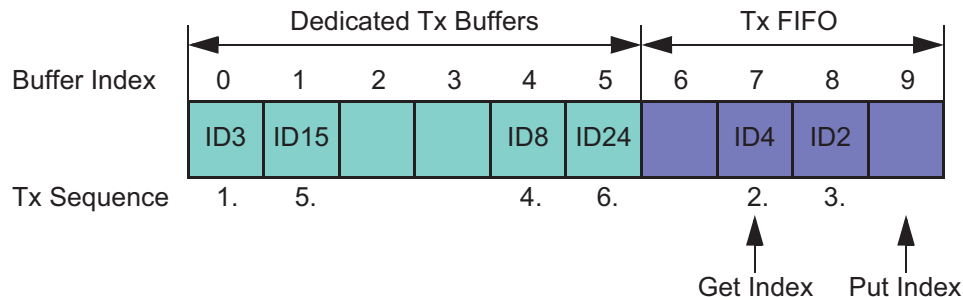 Dedicated Tx Buffers Tx FIFO
Buffer Index 0 1 2 3 4 5 6 7 8 9
ID3 ID15 ID8 ID24 ID4 ID2
Tx Sequence 1. 5. 4. 6. 2. 3.
Get Index Put Index